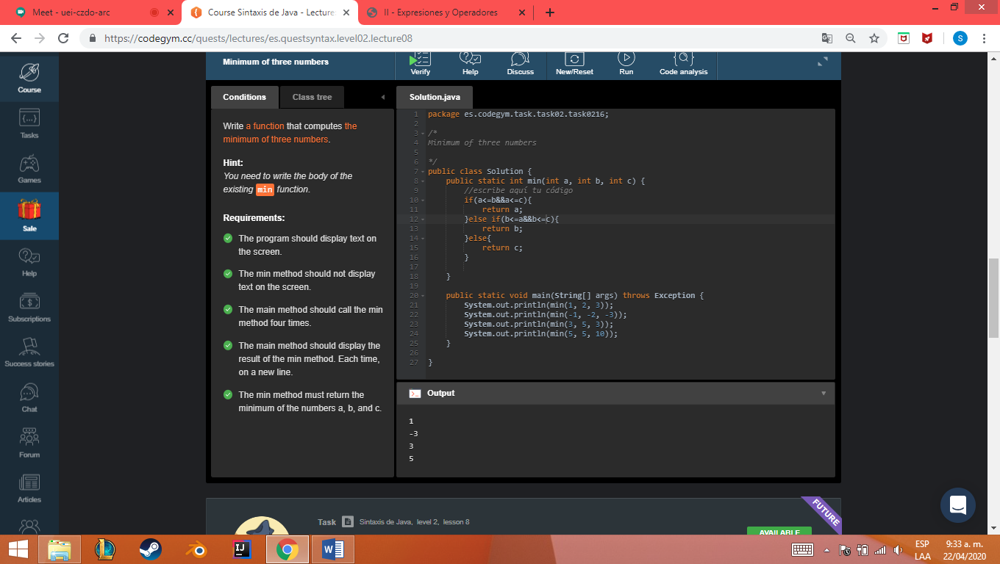 Meet - uei-czdo-arc
Course Sintaxis de Java - Lecture
II - Expresiones y Operadores
https://codegym.cc/quests/lectures/es.questsyntax.level02.lecture08
S
Course
Tasks
Games
Sale
Help
Subscriptions
Success stories
Chat
Forum
Articles
Minimum of three numbers
Verify
Help
Discuss
New/Reset
Run
Code analysis
Conditions
Class tree
Write a function that computes the
minimum of three numbers.
Hint:
You need to write the body of the
existing min function.
Requirements:
The program should display text on
the screen.
The min method should not display
text on the screen.
The main method should call the min
method four times.
The main method should display the
result of the min method. Each time,
on a new line.
The min method must return the
minimum of the numbers a, b, and c.
Solution.java
1 package es.codegym.task.task02.task0216;
2
3 /*
4 Minimum of three numbers
5
6 */
7 public class Solution {
8 public static int min(int a, int b, int c) {
9 //escribe aquí tu código
10 if(a<=b&&a<=c){
11 return a;
12 }else if(b<=a&&b<=c){
13 return b;
14 }else{
15 return c;
16 }
17
18 }
19
20 public static void main(String[] args) throws Exception {
21 System.out.println(min(1, 2, 3));
22 System.out.println(min(-1, -2, -3));
23 System.out.println(min(3, 5, 3));
24 System.out.println(min(5, 5, 10));
25 }
26
27 }
Output
1
-3
3
5
FUTURE
Task
Sintaxis de Java, level 2, lesson 8
AVAILABLE
IJ
W
ESP
LAA
9:33 a. m.
22/04/2020